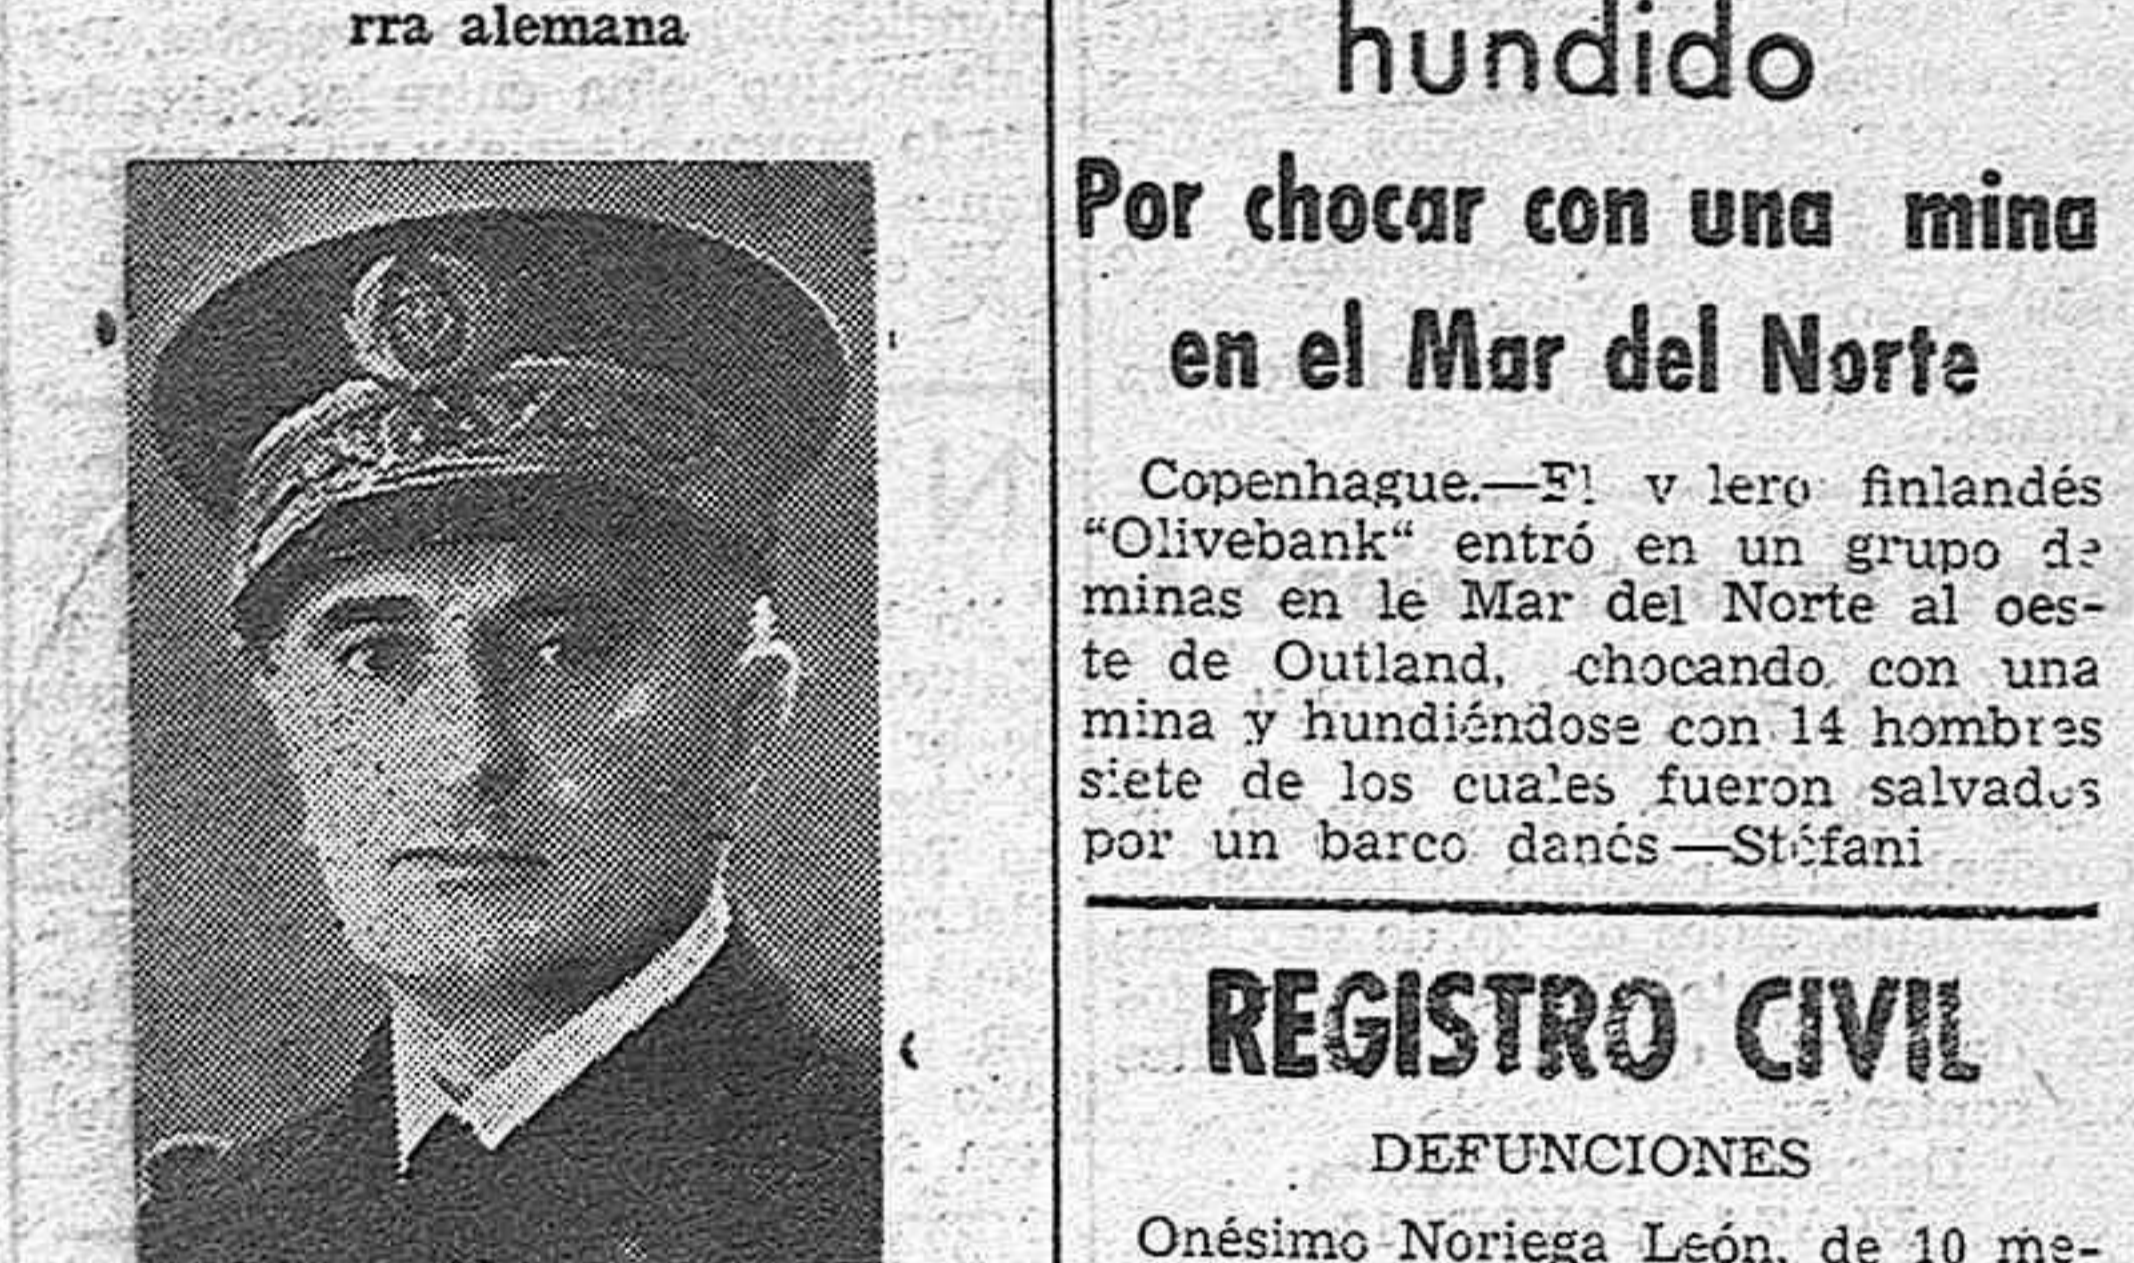 rra alemana
hundido
Por chocar con una mina
en el Mar del Norte
Copenhague.—El v lero finlandés
“Olivebank“ entró en un grupo de
minas en le Mar del Norte al oes-
te de Outland, chocando con una
mina y hundiéndose con 14 hombres
siete de los cuales fueron salvados
por un barco danés—Stéfani
REGISTRO CIVIL
DEFUNCIONES
Onésimo Noriega León, de 10 me-